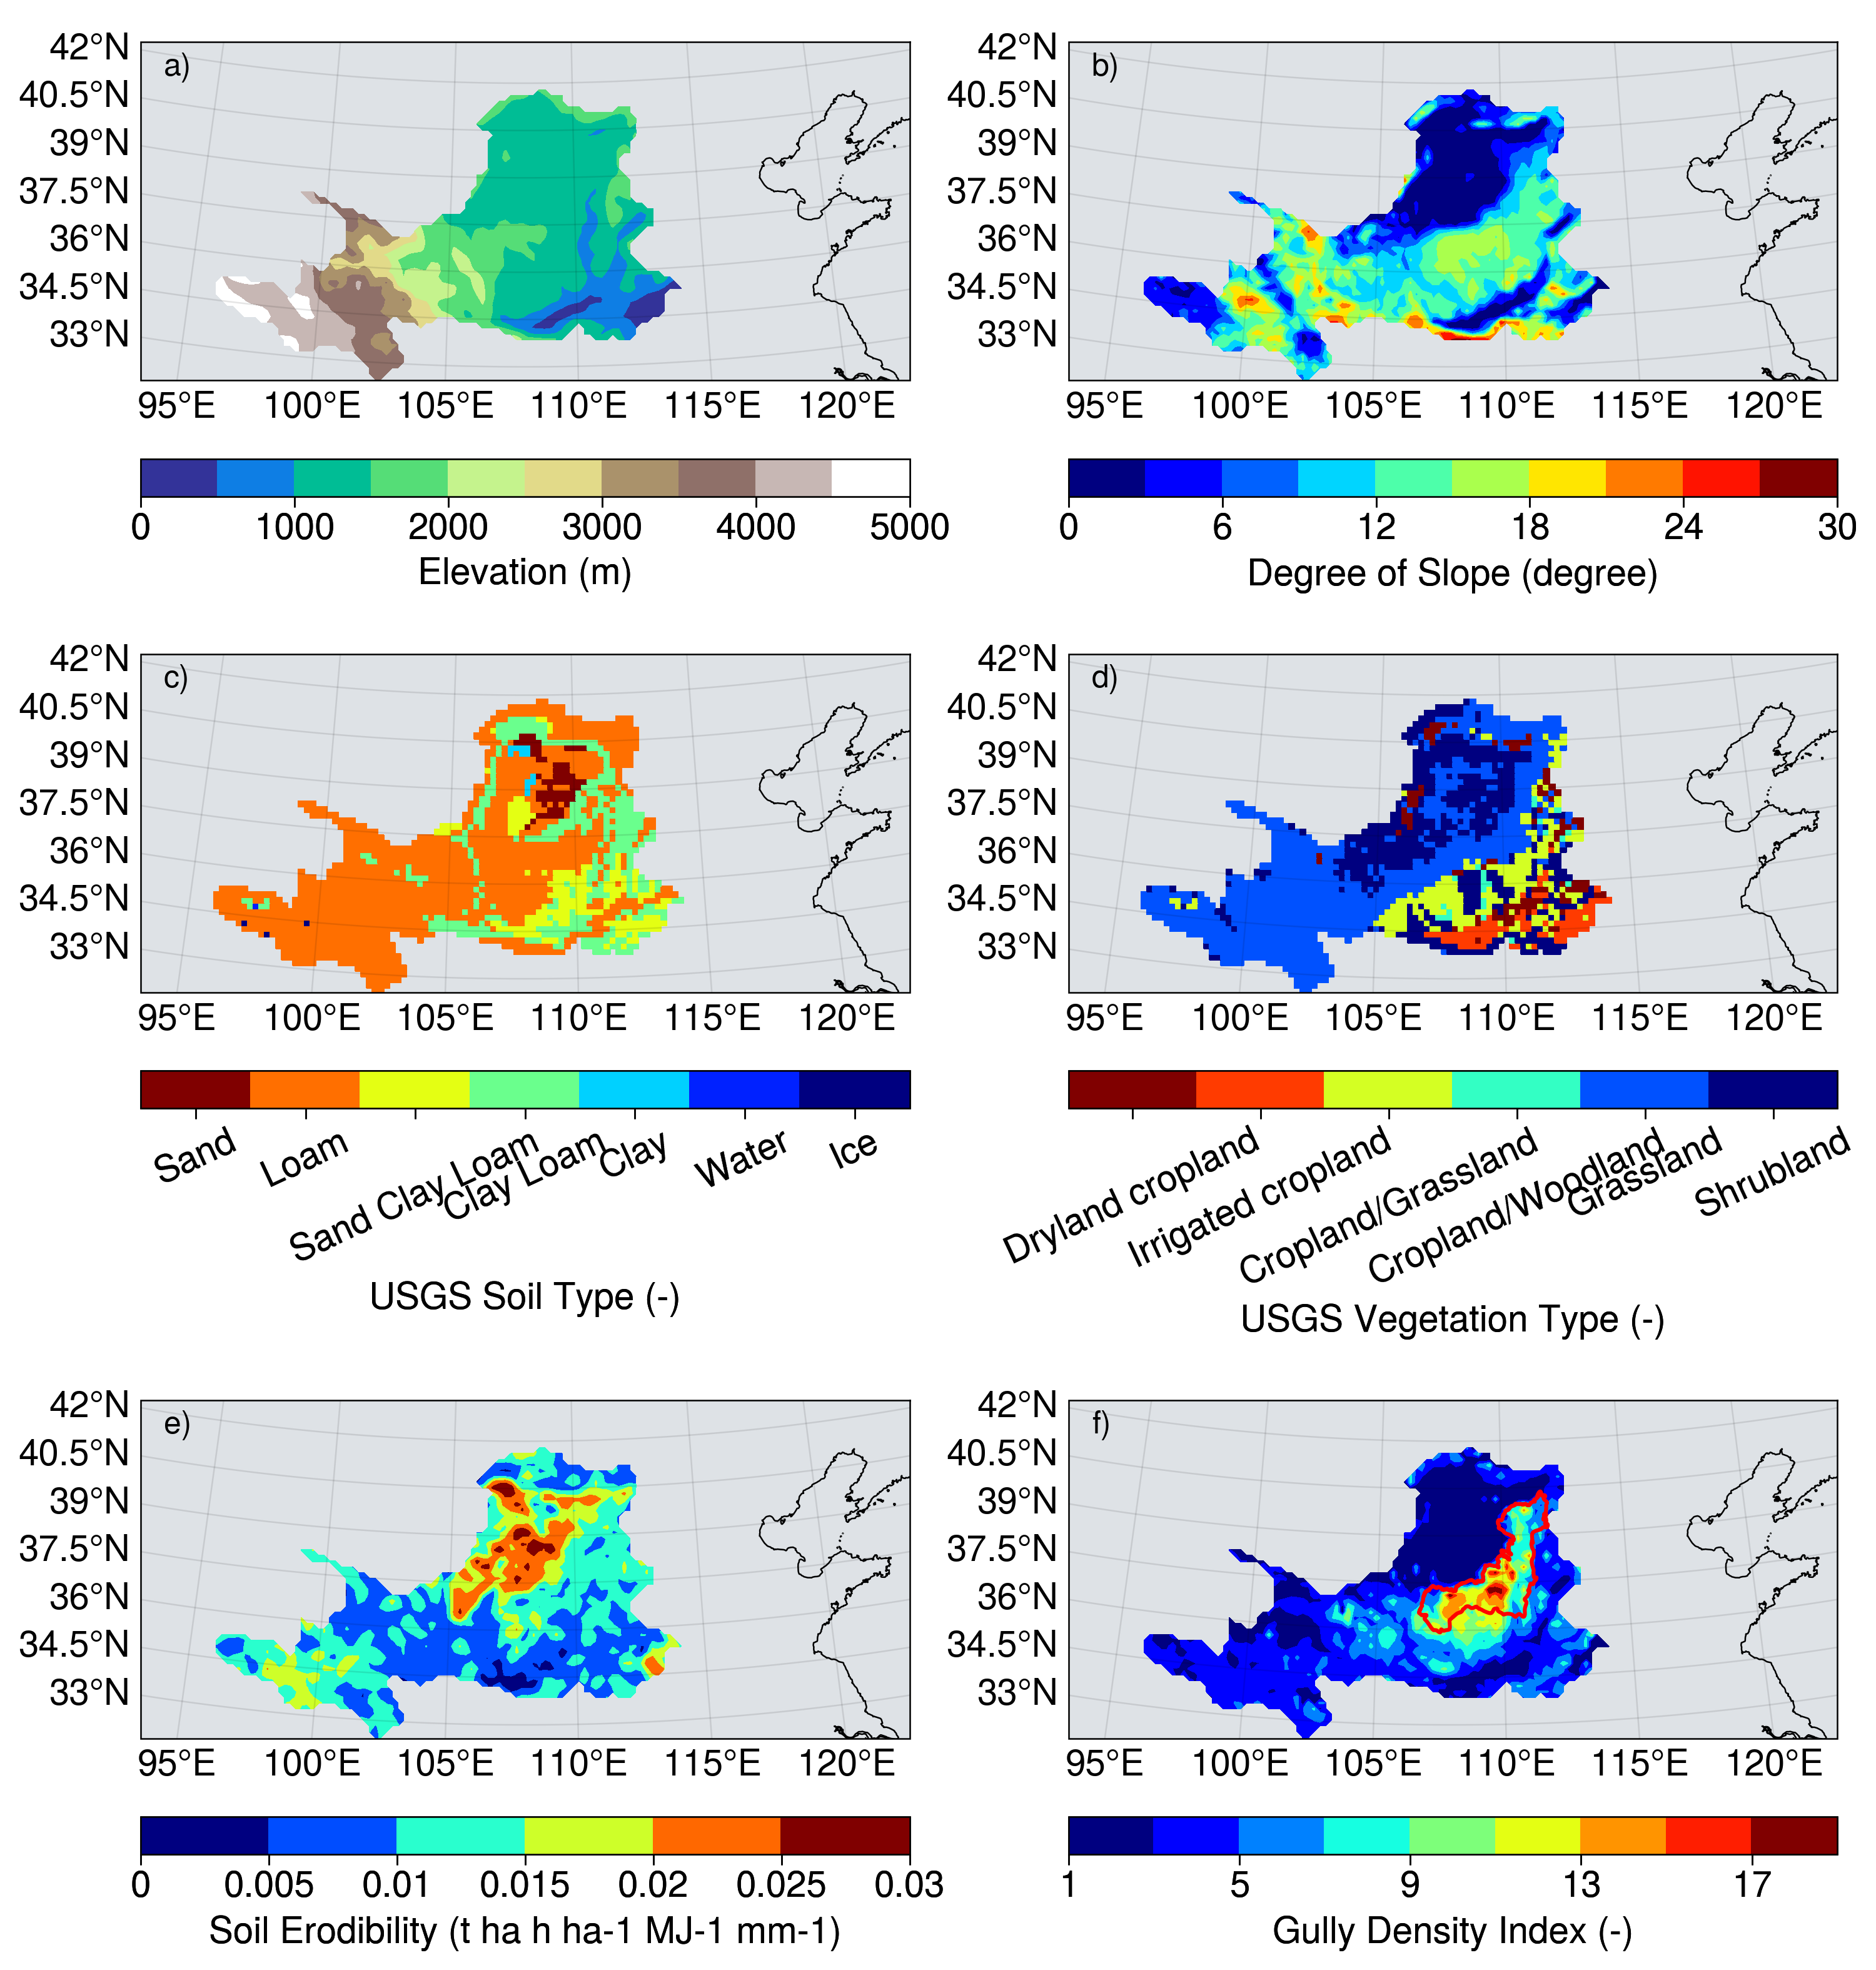 a)
42°N
40.5°N
39°N
37.5°N
36°N
34.5°N
33°N
95°E 100°E 105°E 110°E 115°E 120°E
0 1000 2000 3000 4000 5000
Elevation (m)
b)
42°N
40.5°N
39°N
37.5°N
36°N
34.5°N
33°N
95°E 100°E 105°E 110°E 115°E 120°E
0 6 12 18 24 30
Degree of Slope (degree)
c)
42°N
40.5°N
39°N
37.5°N
36°N
34.5°N
33°N
95°E 100°E 105°E 110°E 115°E 120°E
Sand
Loam
Sand Clay Loam
Clay Loam
Clay
Water
Ice
USGS Soil Type (-)
d)
42°N
40.5°N
39°N
37.5°N
36°N
34.5°N
33°N
95°E 100°E 105°E 110°E 115°E 120°E
Dryland cropland
Irrigated cropland
Cropland/Grassland
Cropland/Woodland
Grassland
Shrubland
USGS Vegetation Type (-)
e)
42°N
40.5°N
39°N
37.5°N
36°N
34.5°N
33°N
95°E 100°E 105°E 110°E 115°E 120°E
0 0.005 0.01 0.015 0.02 0.025 0.03
Soil Erodibility (t ha h ha-1 MJ-1 mm-1)
f)
42°N
40.5°N
39°N
37.5°N
36°N
34.5°N
33°N
95°E 100°E 105°E 110°E 115°E 120°E
1 5 9 13 17
Gully Density Index (-)